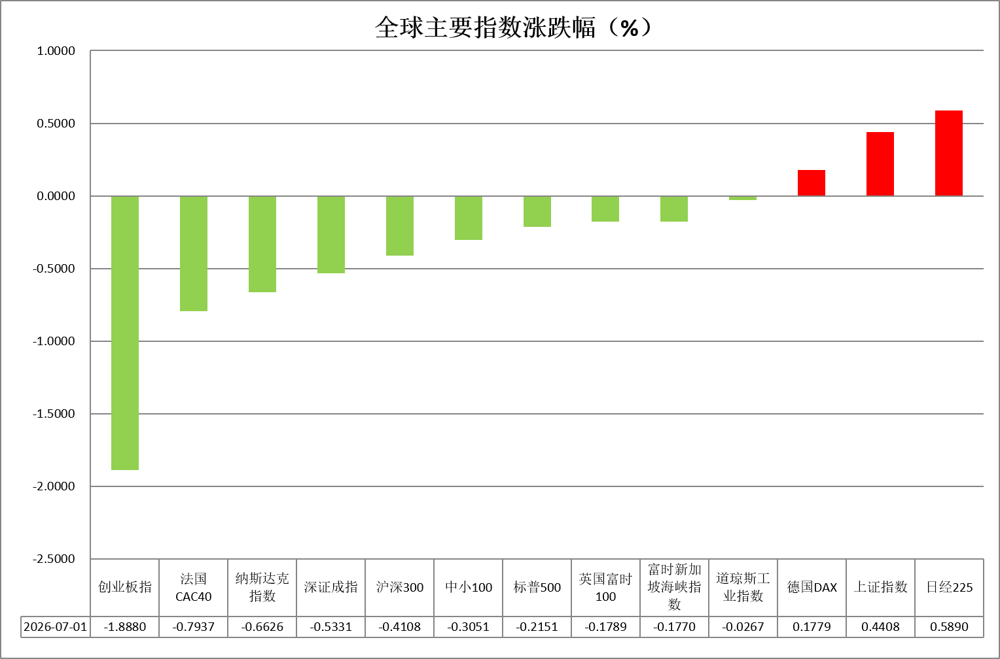 全球主要指数涨跌幅（%）
1.0000
0.5000
0.0000
-0.5000
-1.0000
-1.5000
-2.0000
-2.5000
创业板指
法国
CAC40
纳斯达克
指数
深证成指
沪深300
中小100
标普500
英国富时
100
富时新加
坡海峡指
数
道琼斯工
业指数
德国DAX
上证指数
日经225
2026-07-01 -1.8880 -0.7937 -0.6626 -0.5331 -0.4108 -0.3051 -0.2151 -0.1789 -0.1770 -0.0267 0.1779 0.4408 0.5890